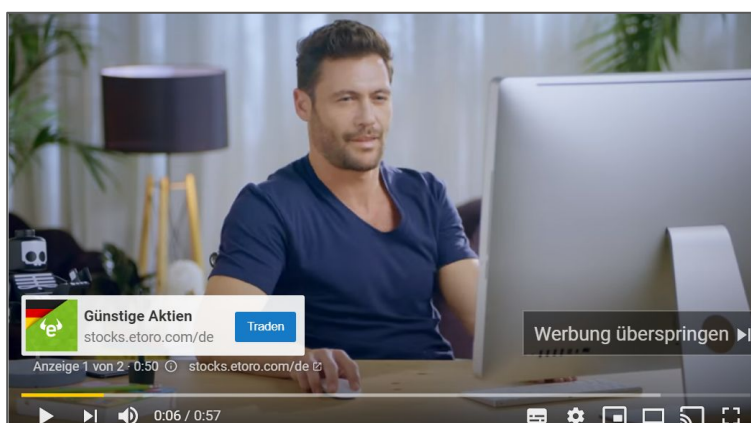 Günstige Aktien
stocks.etoro.com/de
Traden
Werbung überspringen
Anzeige 1 von 2 · 0:50 stocks.etoro.com/de
0:06 / 0:57